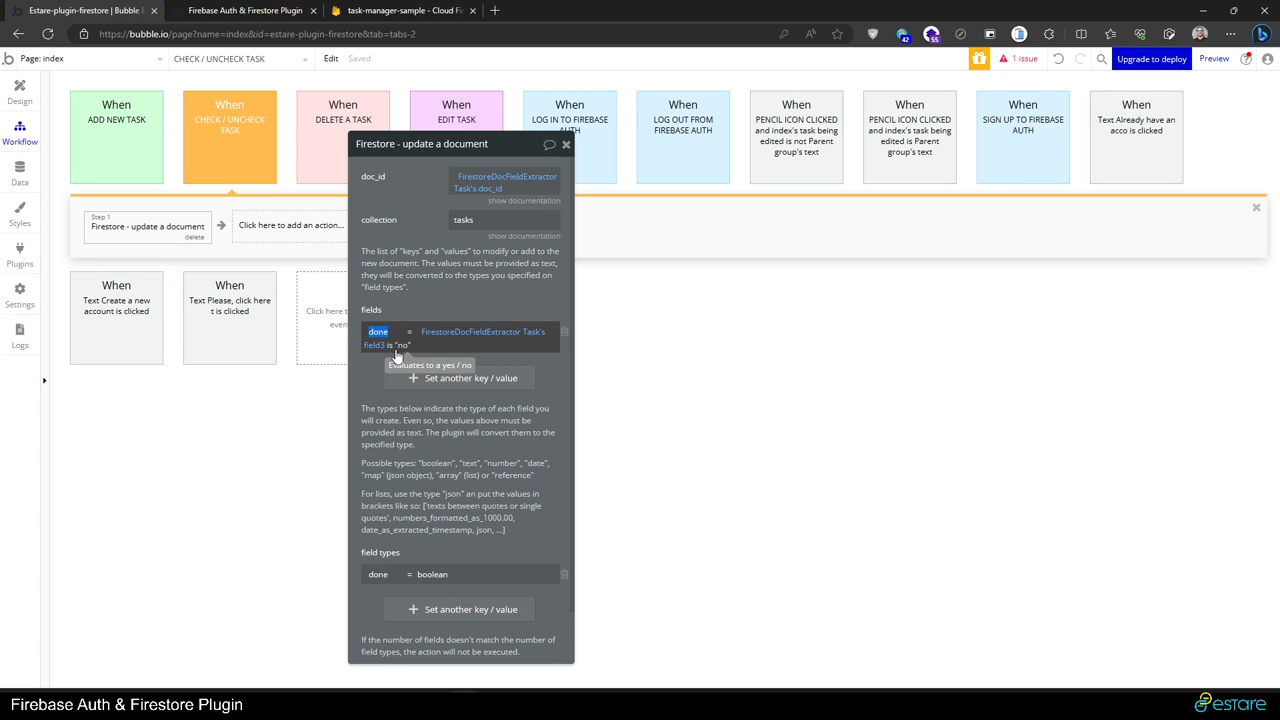 Estare-plugin-firestore | Bubble
Firebase Auth & Firestore Plugin
task-manager-sample - Cloud Fi
https://bubble.io/page?name=index&id=estare-plugin-firestore&tab=tabs-2
42
55
Page: index
CHECK / UNCHECK TASK
Edit
Saved
1 issue
Upgrade to deploy
Preview
Design
Workflow
Data
Styles
Plugins
Settings
Logs
When
ADD NEW TASK
When
CHECK / UNCHECK
TASK
When
DELETE A TASK
When
EDIT TASK
When
LOG IN TO FIREBASE
AUTH
When
LOG OUT FROM
FIREBASE AUTH
When
PENCIL ICON CLICKED
and index's task being
edited is not Parent
group's text
When
PENCIL ICON CLICKED
and index's task being
edited is Parent
group's text
When
SIGN UP TO FIREBASE
AUTH
When
Text Already have an
acco is clicked
Step 1
Firestore - update a document
delete
Click here to add an action...
When
Text Create a new
account is clicked
When
Text Please, click here
t is clicked
Click here t
even
Firestore - update a document
doc_id
FirestoreDocFieldExtractor
Task's doc_id
show documentation
collection
tasks
show documentation
The list of "keys" and "values" to modify or add to the
new document. The values must be provided as text,
they will be converted to the types you specified on
"field types".
fields
done = FirestoreDocFieldExtractor Task's
field3 is "no"
Evaluates to a yes / no
Set another key / value
The types below indicate the type of each field you
will create. Even so, the values above must be
provided as text. The plugin will convert them to the
specified type.
Possible types: "boolean", "text", "number", "date",
"map" (json object), "array" (list) or "reference"
For lists, use the type "json" an put the values in
brackets like so: ['texts between quotes or single
quotes', numbers_formatted_as_1000.00,
date_as_extracted_timestamp, json, ...]
field types
done = boolean
Set another key / value
If the number of fields doesn't match the number of
field types, the action will not be executed.
Firebase Auth & Firestore Plugin
estare